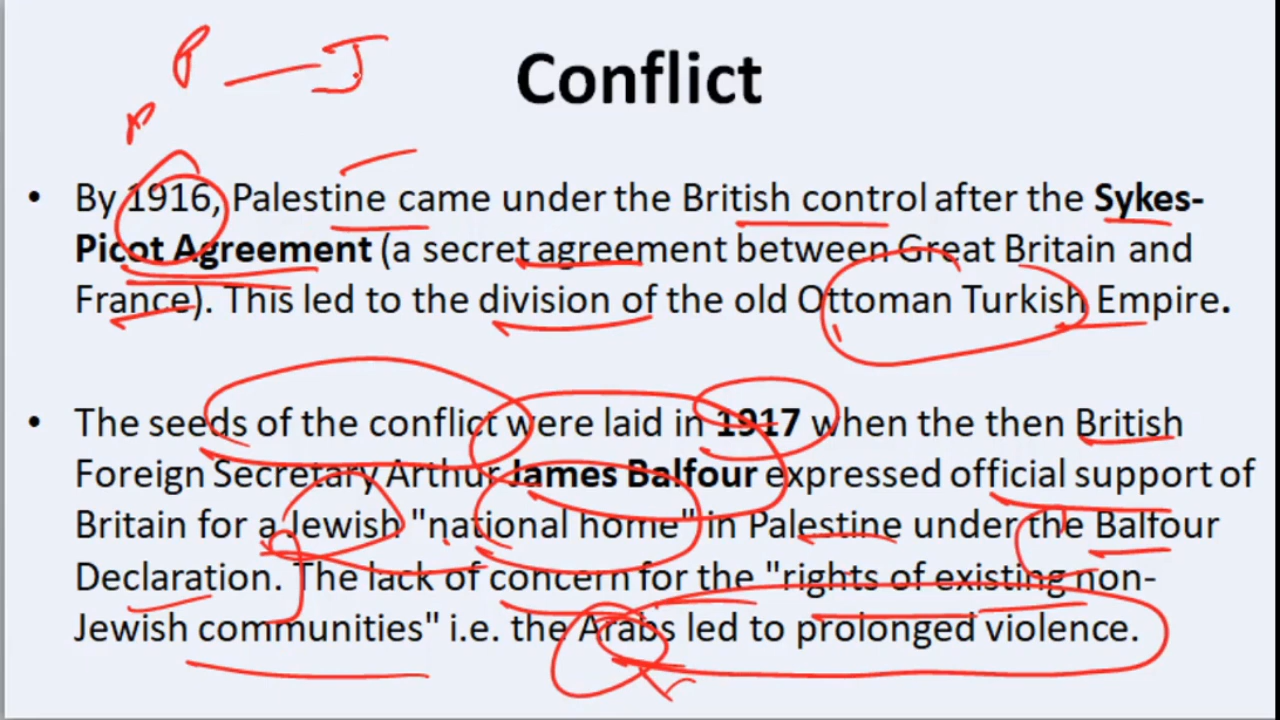 P — J
Conflict
• By 1916, Palestine came under the British control after the Sykes-
Picot Agreement (a secret agreement between Great Britain and
France). This led to the division of the old Ottoman Turkish Empire.
• The seeds of the conflict were laid in 1917 when the then British
Foreign Secretary Arthur James Balfour expressed official support of
Britain for a Jewish "national home" in Palestine under the Balfour
Declaration. The lack of concern for the "rights of existing non-
Jewish communities" i.e. the Arabs led to prolonged violence.